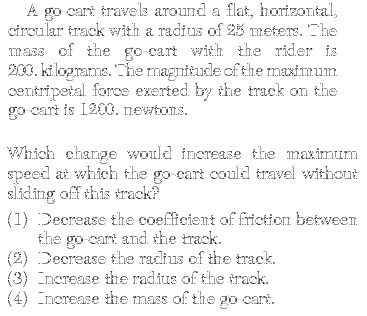 A go-cart travels around a flat, horizontal,
circular track with a radius of 25 meters. The
mass of the go-cart with the rider is
200. kilograms. The magnitude of the maximum
centripetal force exerted by the track on the
go-cart is 1200. newtons.
Which change would increase the maximum
speed at which the go-cart could travel without
sliding off this track?
(1) Decrease the coefficient of friction between
the go-cart and the track.
(2) Decrease the radius of the track.
(3) Increase the radius of the track.
(4) Increase the mass of the go-cart.